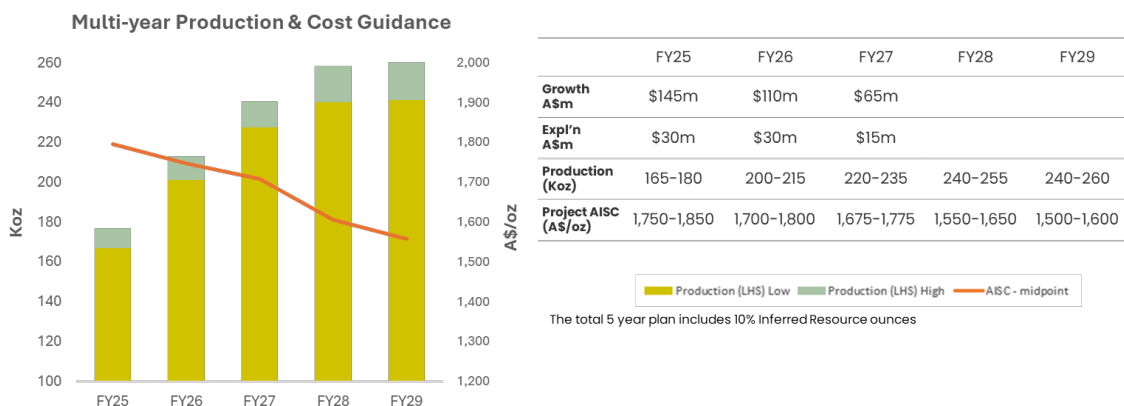 Multi-year Production & Cost Guidance
260
240
220
200
180
160
140
120
100
Koz
2,000
1,900
1,800
1,700
1,600
1,500
1,400
1,300
1,200
A$/oz
FY25 FY26 FY27 FY28 FY29
FY25 FY26 FY27 FY28 FY29
Growth
A$m
$145m $110m $65m
Expl'n
A$m
$30m $30m $15m
Production
(Koz)
165-180 200-215 220-235 240-255 240-260
Project AISC
(A$/oz)
1,750-1,850 1,700-1,800 1,675-1,775 1,550-1,650 1,500-1,600
Production (LHS) Low Production (LHS) High AISC - midpoint
The total 5 year plan includes 10% Inferred Resource ounces